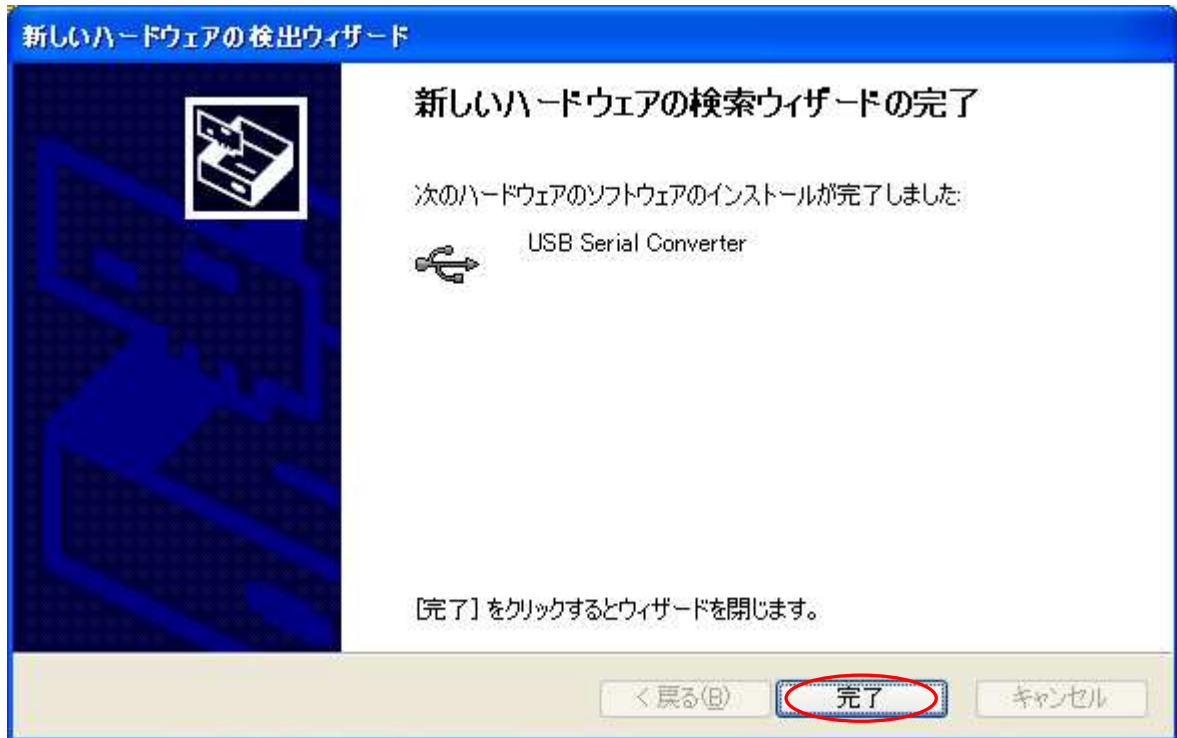 新しいハードウェアの検出ウィザード
新しいハードウェアの検索ウィザードの完了
次のハードウェアのソフトウェアのインストールが完了しました:
USB Serial Converter
[完了] をクリックするとウィザードを閉じます。
< 戻る(B)
完了
キャンセル